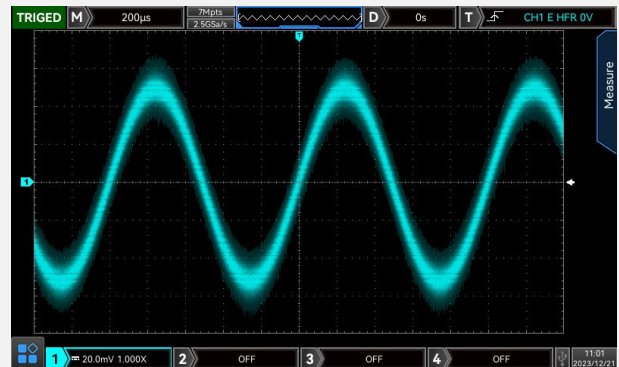 TRIGED M 200μs 7Mpts D 0s T CH1 E HFR 0V
2.5GSa/s
T
Measure
1
1 20.0mV 1.000X 2 OFF 3 OFF 4 OFF 11:01
2023/12/21